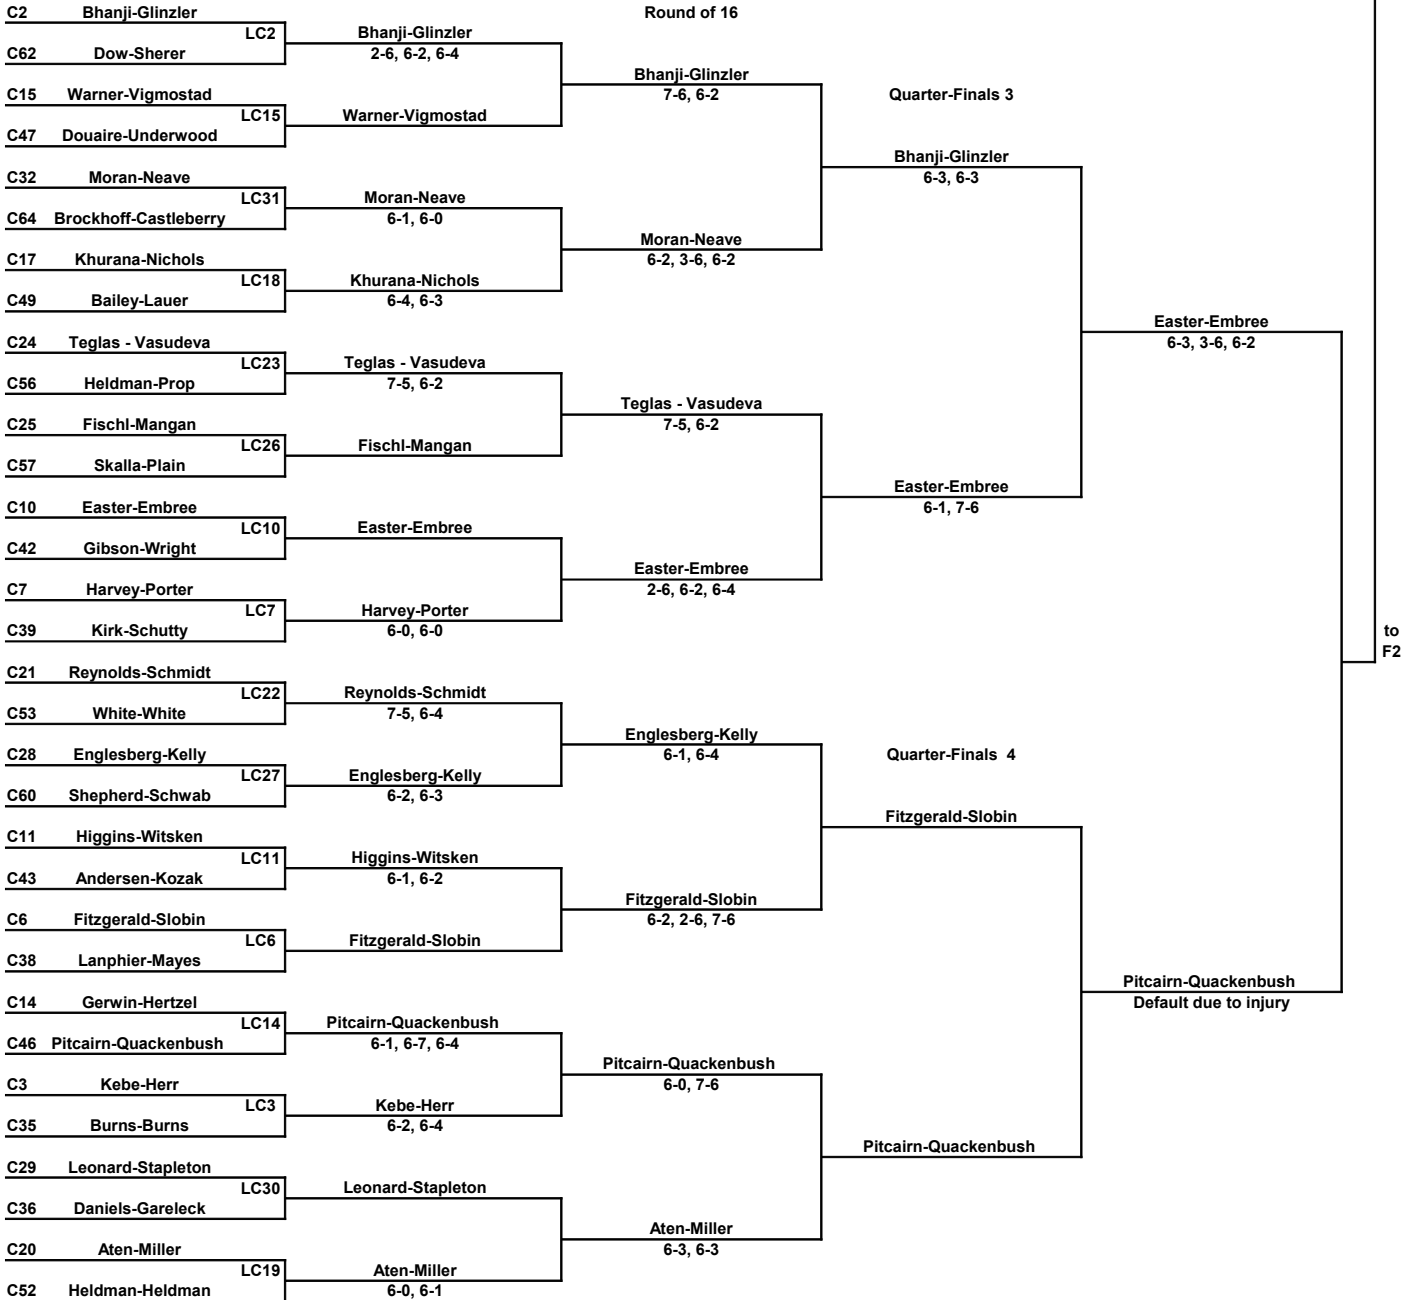 C2 Bhanji-Glinzler Round of 16
LC2 Bhanji-Glinzler
C62 Dow-Sherer 2-6, 6-2, 6-4
Bhanji-Glinzler
C15 Warner-Vigmostad 7-6, 6-2 Quarter-Finals 3
LC15 Warner-Vigmostad
C47 Douaire-Underwood
Bhanji-Glinzler
C32 Moran-Neave 6-3, 6-3
LC31 Moran-Neave
C64 Brockhoff-Castleberry 6-1, 6-0
Moran-Neave
C17 Khurana-Nichols 6-2, 3-6, 6-2
LC18 Khurana-Nichols
C49 Bailey-Lauer 6-4, 6-3
Easter-Embree
C24 Teglas - Vasudeva 6-3, 3-6, 6-2
LC23 Teglas - Vasudeva
C56 Heldman-Prop 7-5, 6-2
Teglas - Vasudeva
C25 Fischl-Mangan 7-5, 6-2
LC26 Fischl-Mangan
C57 Skalla-Plain
Easter-Embree
C10 Easter-Embree 6-1, 7-6
LC10 Easter-Embree
C42 Gibson-Wright
Easter-Embree
C7 Harvey-Porter 2-6, 6-2, 6-4
LC7 Harvey-Porter
C39 Kirk-Schutty 6-0, 6-0 to
F2
C21 Reynolds-Schmidt
LC22 Reynolds-Schmidt
C53 White-White 7-5, 6-4
Englesberg-Kelly
C28 Englesberg-Kelly 6-1, 6-4 Quarter-Finals 4
LC27 Englesberg-Kelly
C60 Shepherd-Schwab 6-2, 6-3
Fitzgerald-Slobin
C11 Higgins-Witsken
LC11 Higgins-Witsken
C43 Andersen-Kozak 6-1, 6-2
Fitzgerald-Slobin
C6 Fitzgerald-Slobin 6-2, 2-6, 7-6
LC6 Fitzgerald-Slobin
C38 Lanphier-Mayes
Pitcairn-Quackenbush
C14 Gerwin-Hertzel Default due to injury
LC14 Pitcairn-Quackenbush
C46 Pitcairn-Quackenbush 6-1, 6-7, 6-4
Pitcairn-Quackenbush
C3 Kebe-Herr 6-0, 7-6
LC3 Kebe-Herr
C35 Burns-Burns 6-2, 6-4
Pitcairn-Quackenbush
C29 Leonard-Stapleton
LC30 Leonard-Stapleton
C36 Daniels-Gareleck
Aten-Miller
C20 Aten-Miller 6-3, 6-3
LC19 Aten-Miller
C52 Heldman-Heldman 6-0, 6-1